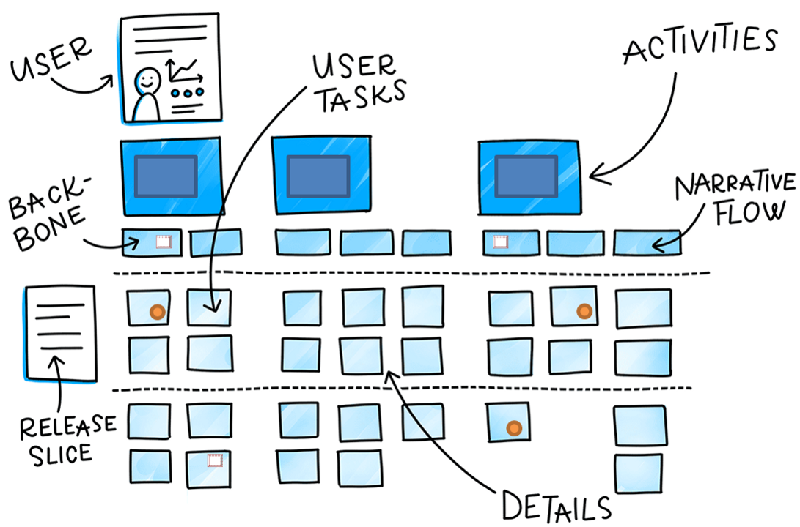 USER
USER
TASKS
ACTIVITIES
BACK-
BONE
NARRATIVE
FLOW
RELEASE
SLICE
DETAILS